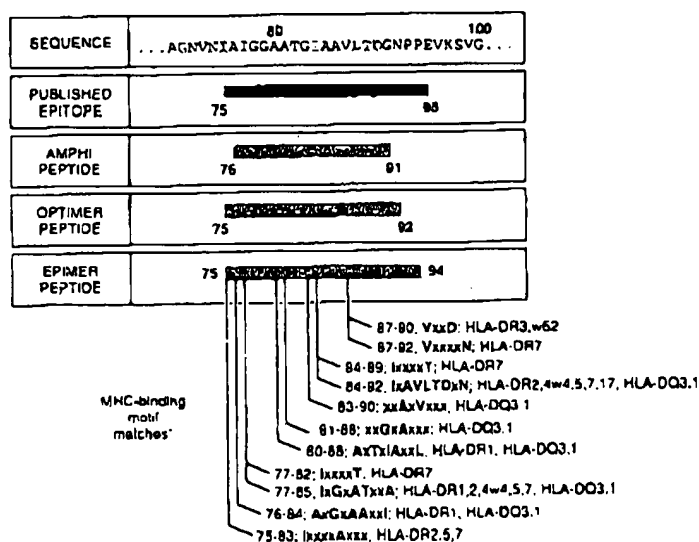 80 100
SEQUENCE ...AGNVNIAIGGAATGIAAVLTDGNPPEVKSVG...
PUBLISHED EPITOPE
75 98
AMPHI PEPTIDE
76 91
OPTIMER PEPTIDE
75 92
EPIMER PEPTIDE
75 94
87-90, VxxD: HLA-DR3,w52
87-92, VxxxxN; HLA-DR7
84-89; IxxxxT; HLA-DR7
84-92, IxAVLTDxN; HLA-DR2,4w4,5,7,17, HLA-DQ3.1
83-90; xxAxVxxx, HLA-DQ3.1
81-88; xxGxAxxx; HLA-DQ3.1
80-88; AxTxIAxxL, HLA-DR1, HLA-DQ3.1
77-82; IxxxxT, HLA-DR7
77-85, IxGxATxxA; HLA-DR1,2,4w4,5,7, HLA-DQ3.1
76-84; AxGxAAxxI; HLA-DR1, HLA-DQ3.1
75-83; IxxxxAxxx, HLA-DR2,5,7
MHC-binding
motif
matches*